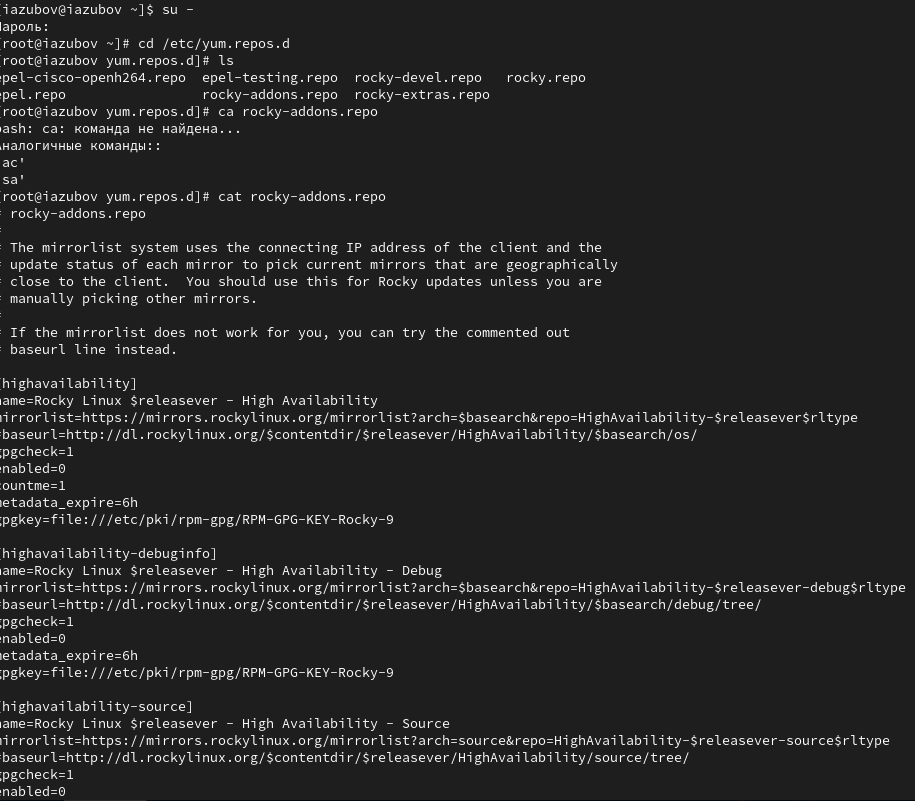 [iazubov@iazubov ~]$ su -
Пароль:
[root@iazubov ~]# cd /etc/yum.repos.d
[root@iazubov yum.repos.d]# ls
epel-cisco-openh264.repo  epel-testing.repo  rocky-devel.repo   rocky.repo
epel.repo                 rocky-addons.repo  rocky-extras.repo
[root@iazubov yum.repos.d]# ca rocky-addons.repo
bash: ca: команда не найдена...
Аналогичные команды::
'ac'
'sa'
[root@iazubov yum.repos.d]# cat rocky-addons.repo
# rocky-addons.repo
#
# The mirrorlist system uses the connecting IP address of the client and the
# update status of each mirror to pick current mirrors that are geographically
# close to the client.  You should use this for Rocky updates unless you are
# manually picking other mirrors.
#
# If the mirrorlist does not work for you, you can try the commented out
# baseurl line instead.

[highavailability]
name=Rocky Linux $releasever - High Availability
mirrorlist=https://mirrors.rockylinux.org/mirrorlist?arch=$basearch&repo=HighAvailability-$releasever$rltype
#baseurl=http://dl.rockylinux.org/$contentdir/$releasever/HighAvailability/$basearch/os/
gpgcheck=1
enabled=0
countme=1
metadata_expire=6h
gpgkey=file:///etc/pki/rpm-gpg/RPM-GPG-KEY-Rocky-9

[highavailability-debuginfo]
name=Rocky Linux $releasever - High Availability - Debug
mirrorlist=https://mirrors.rockylinux.org/mirrorlist?arch=$basearch&repo=HighAvailability-$releasever-debug$rltype
#baseurl=http://dl.rockylinux.org/$contentdir/$releasever/HighAvailability/$basearch/debug/tree/
gpgcheck=1
enabled=0
metadata_expire=6h
gpgkey=file:///etc/pki/rpm-gpg/RPM-GPG-KEY-Rocky-9

[highavailability-source]
name=Rocky Linux $releasever - High Availability - Source
mirrorlist=https://mirrors.rockylinux.org/mirrorlist?arch=source&repo=HighAvailability-$releasever-source$rltype
#baseurl=http://dl.rockylinux.org/$contentdir/$releasever/HighAvailability/source/tree/
gpgcheck=1
enabled=0